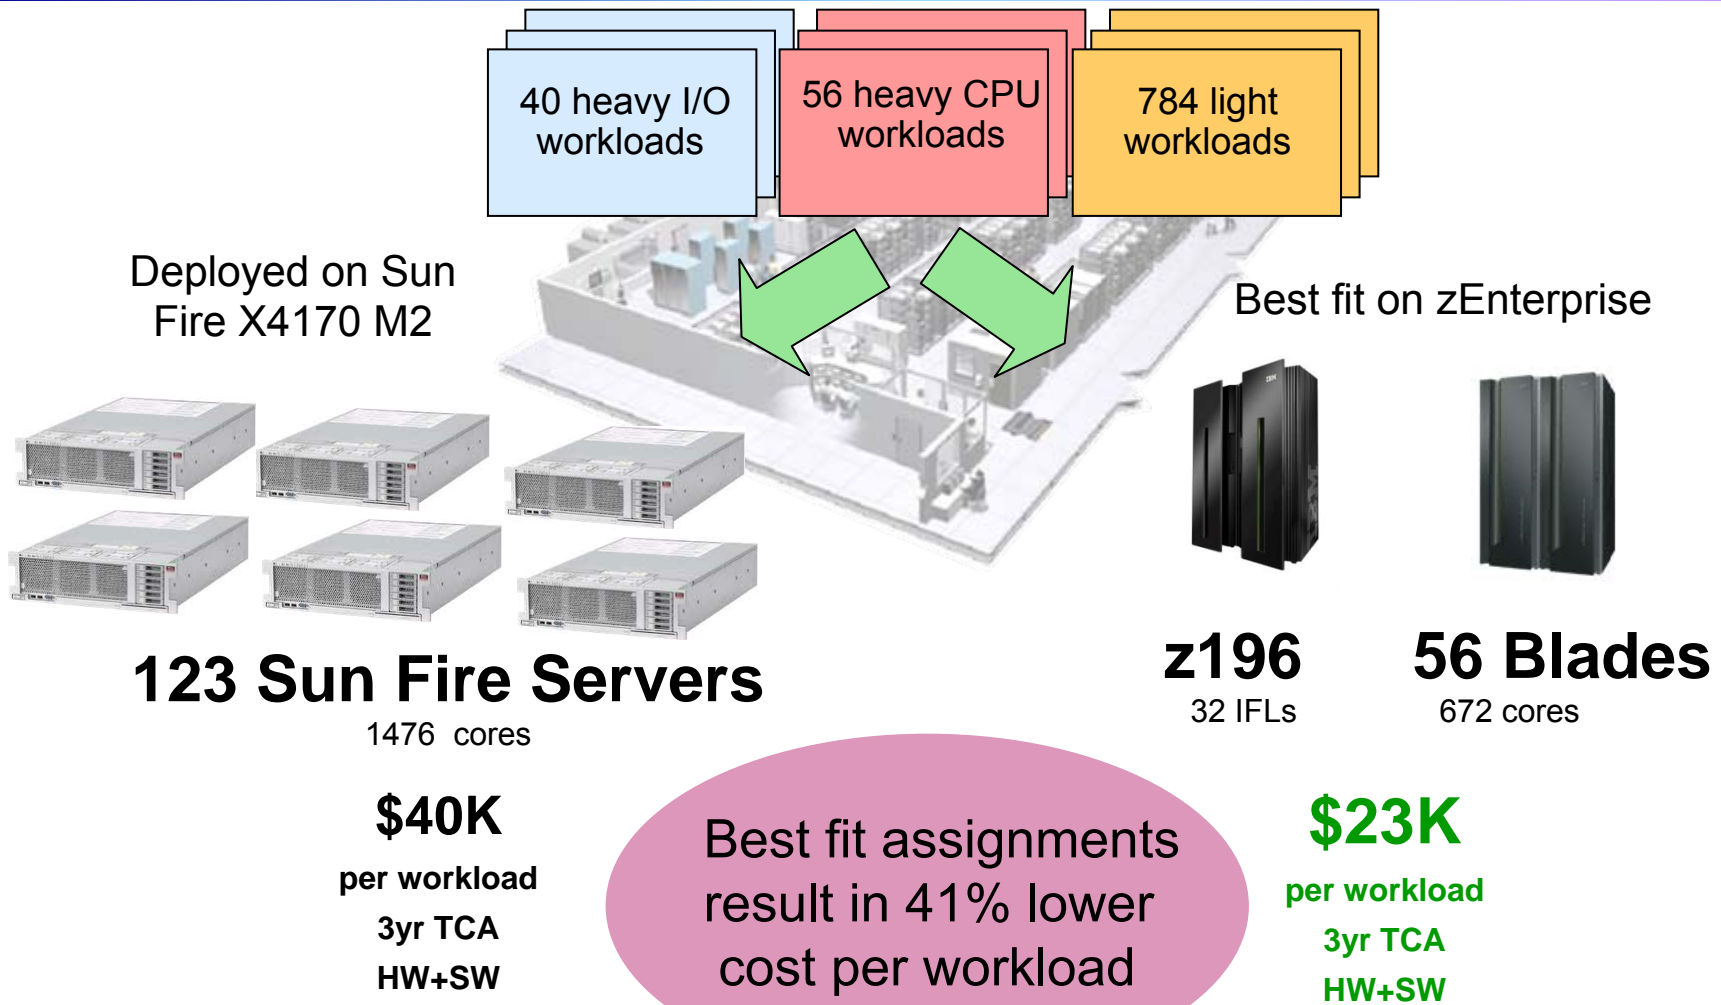 40 heavy I/O
workloads
56 heavy CPU
workloads
784 light
workloads
Deployed on Sun
Fire X4170 M2
Best fit on zEnterprise
IBM
123 Sun Fire Servers
1476 cores
z196
32 IFLs
56 Blades
672 cores
$40K
per workload
3yr TCA
HW+SW
Best fit assignments
result in 41% lower
cost per workload
$23K
per workload
3yr TCA
HW+SW